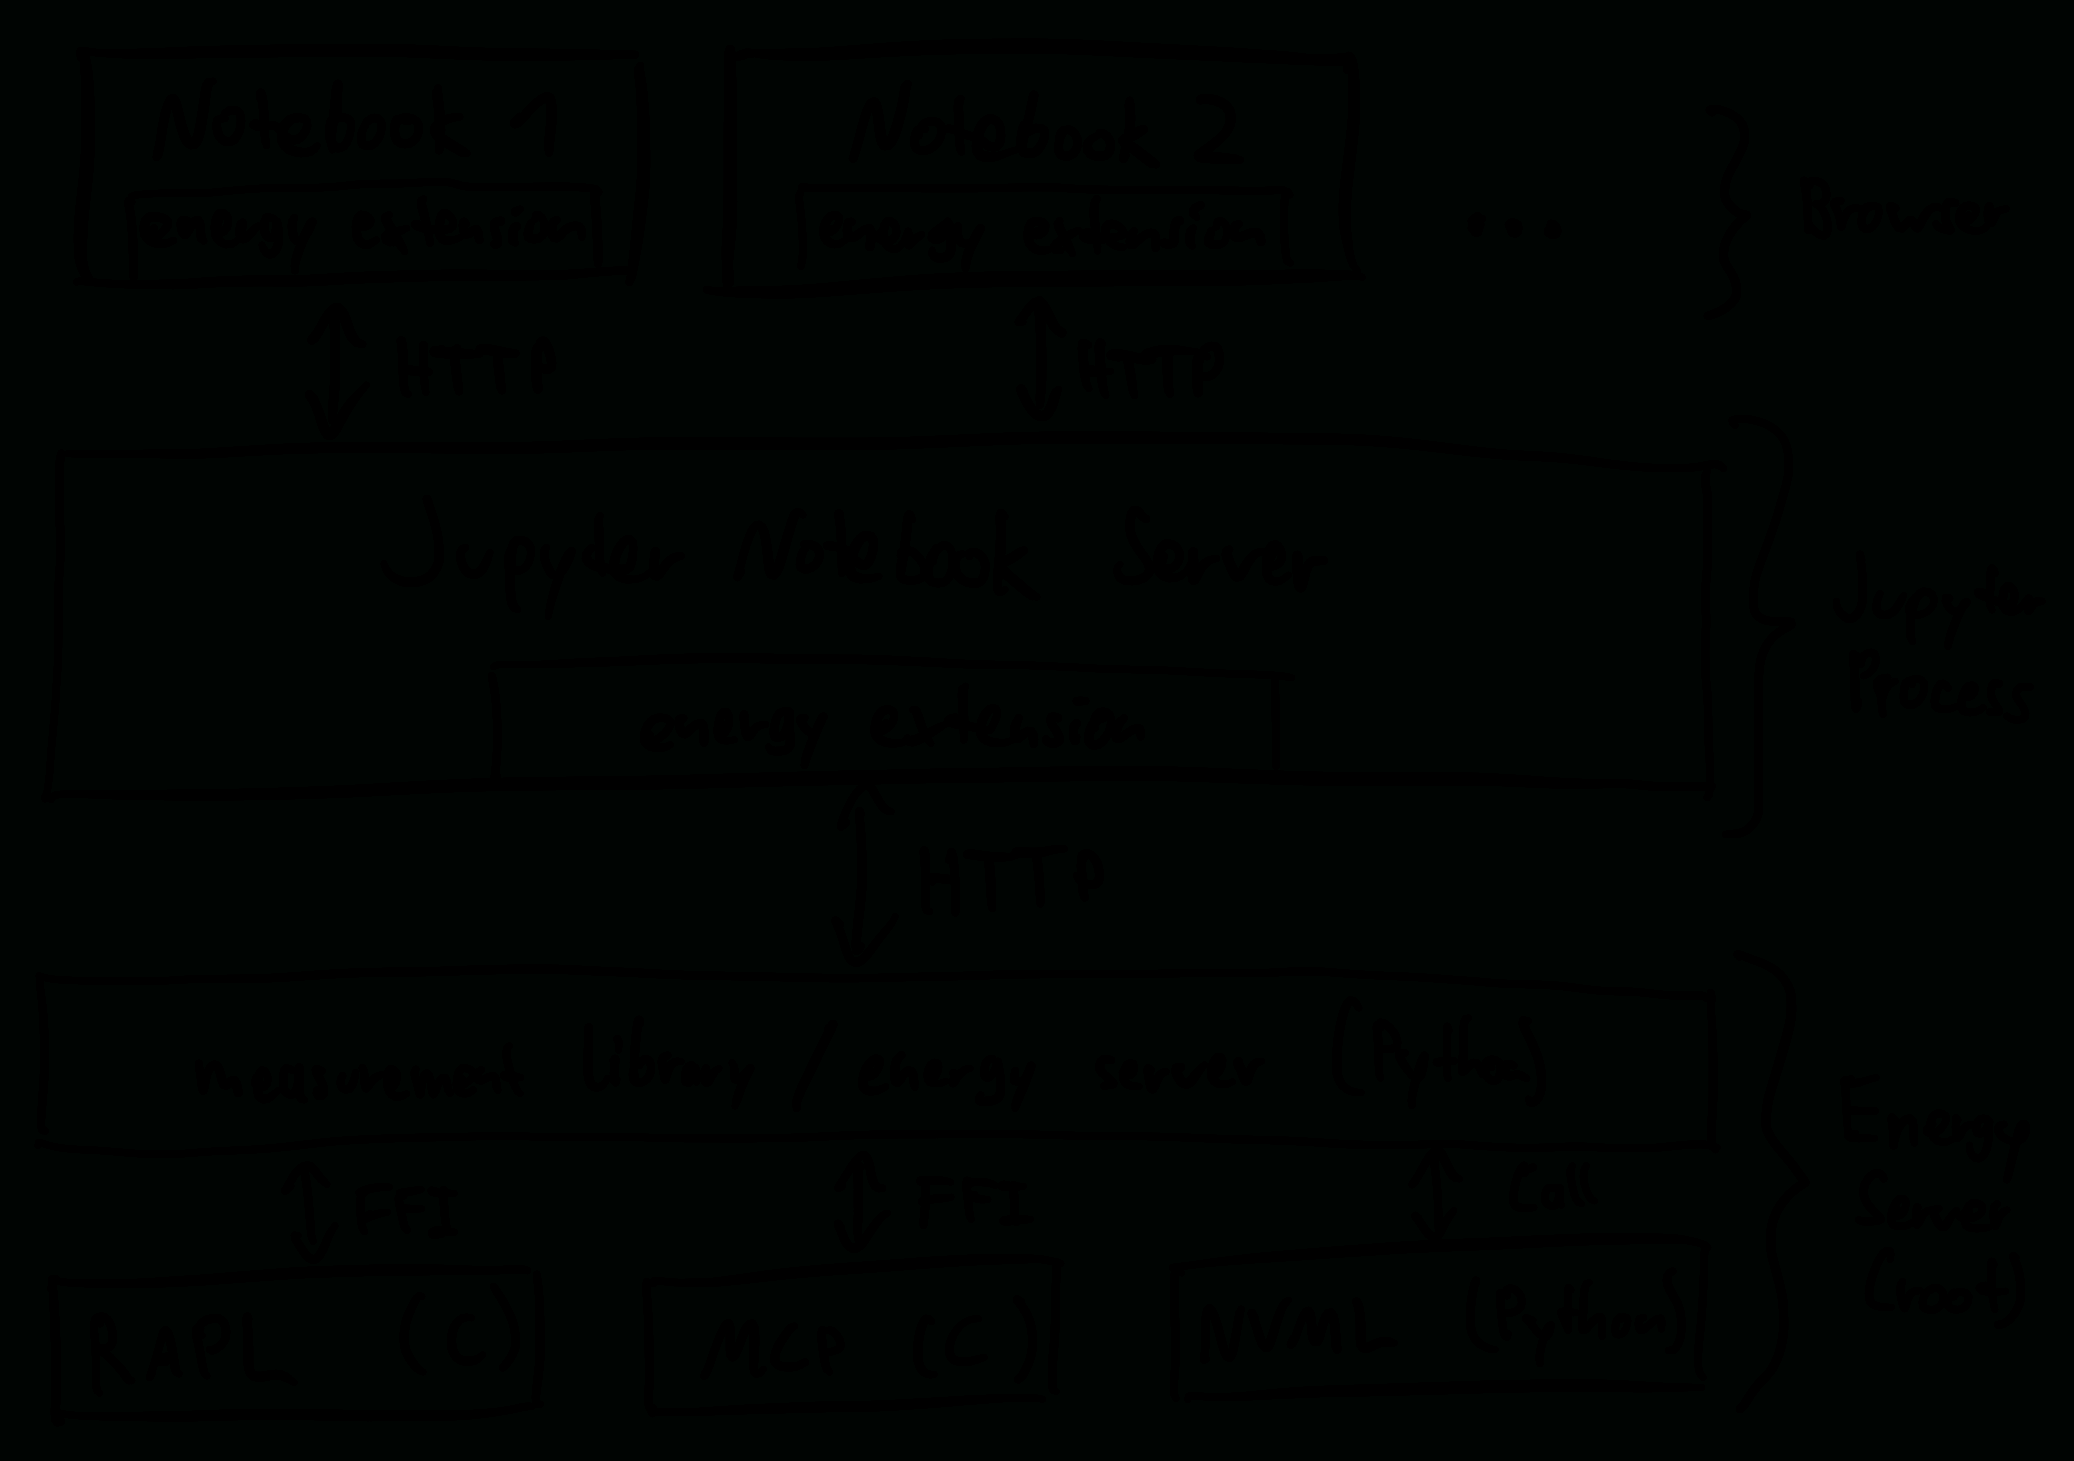 Notebook 1
energy extension
Notebook 2
energy extension
...
Browser
HTTP
HTTP
Jupyter Notebook Server
energy extension
Jupyter
Process
HTTP
measurement library / energy server (Python)
Energy
Server
(root)
FFI
FFI
Call
RAPL (C)
MCP (C)
NVML (Python)